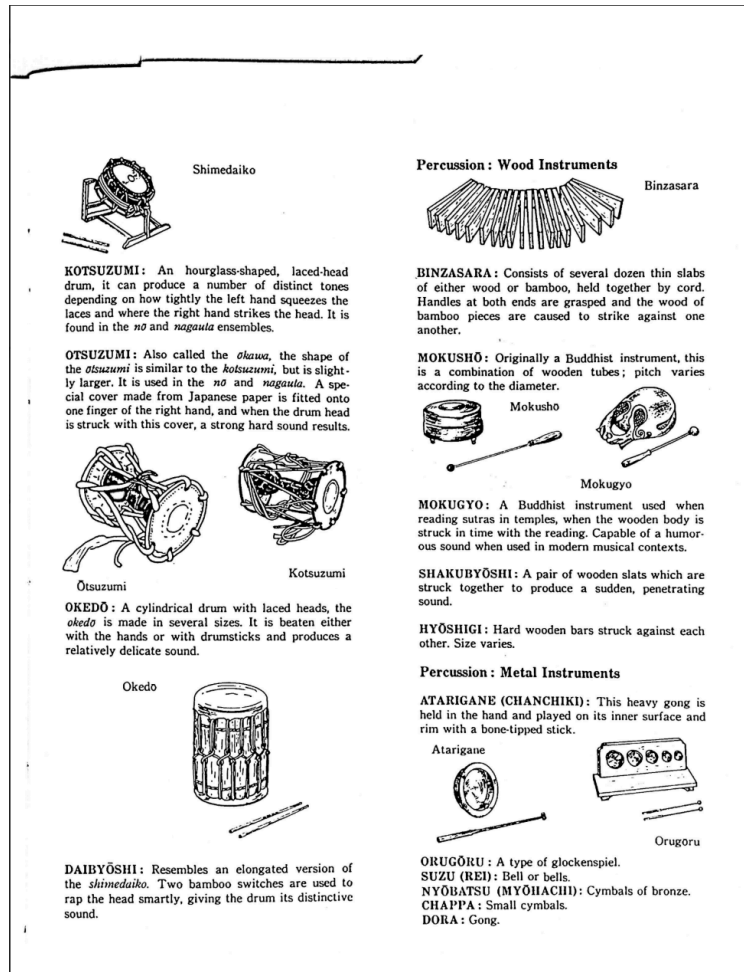 Shimedaiko
KOTSUZUMI: An hourglass-shaped, laced-head
drum, it can produce a number of distinct tones
depending on how tightly the left hand squeezes the
laces and where the right hand strikes the head. It is
found in the nō and nagauta ensembles.
OTSUZUMI: Also called the ōkawa, the shape of
the ōtsuzumi is similar to the kotsuzumi, but is slight-
ly larger. It is used in the nō and nagauta. A spe-
cial cover made from Japanese paper is fitted onto
one finger of the right hand, and when the drum head
is struck with this cover, a strong hard sound results.
Ōtsuzumi
Kotsuzumi
OKEDŌ: A cylindrical drum with laced heads, the
okedō is made in several sizes. It is beaten either
with the hands or with drumsticks and produces a
relatively delicate sound.
Okedō
DAIBYŌSHI: Resembles an elongated version of
the shimedaiko. Two bamboo switches are used to
rap the head smartly, giving the drum its distinctive
sound.
Percussion: Wood Instruments
Binzasara
BINZASARA: Consists of several dozen thin slabs
of either wood or bamboo, held together by cord.
Handles at both ends are grasped and the wood of
bamboo pieces are caused to strike against one
another.
MOKUSHŌ: Originally a Buddhist instrument, this
is a combination of wooden tubes; pitch varies
according to the diameter.
Mokushō
Mokugyo
MOKUGYO: A Buddhist instrument used when
reading sutras in temples, when the wooden body is
struck in time with the reading. Capable of a humor-
ous sound when used in modern musical contexts.
SHAKUBYŌSHI: A pair of wooden slats which are
struck together to produce a sudden, penetrating
sound.
HYŌSHIGI: Hard wooden bars struck against each
other. Size varies.
Percussion: Metal Instruments
ATARIGANE (CHANCHIKI): This heavy gong is
held in the hand and played on its inner surface and
rim with a bone-tipped stick.
Atarigane
Orugōru
ORUGŌRU: A type of glockenspiel.
SUZU (REI): Bell or bells.
NYŌBATSU (MYŌHACHI): Cymbals of bronze.
CHAPPA: Small cymbals.
DORA: Gong.